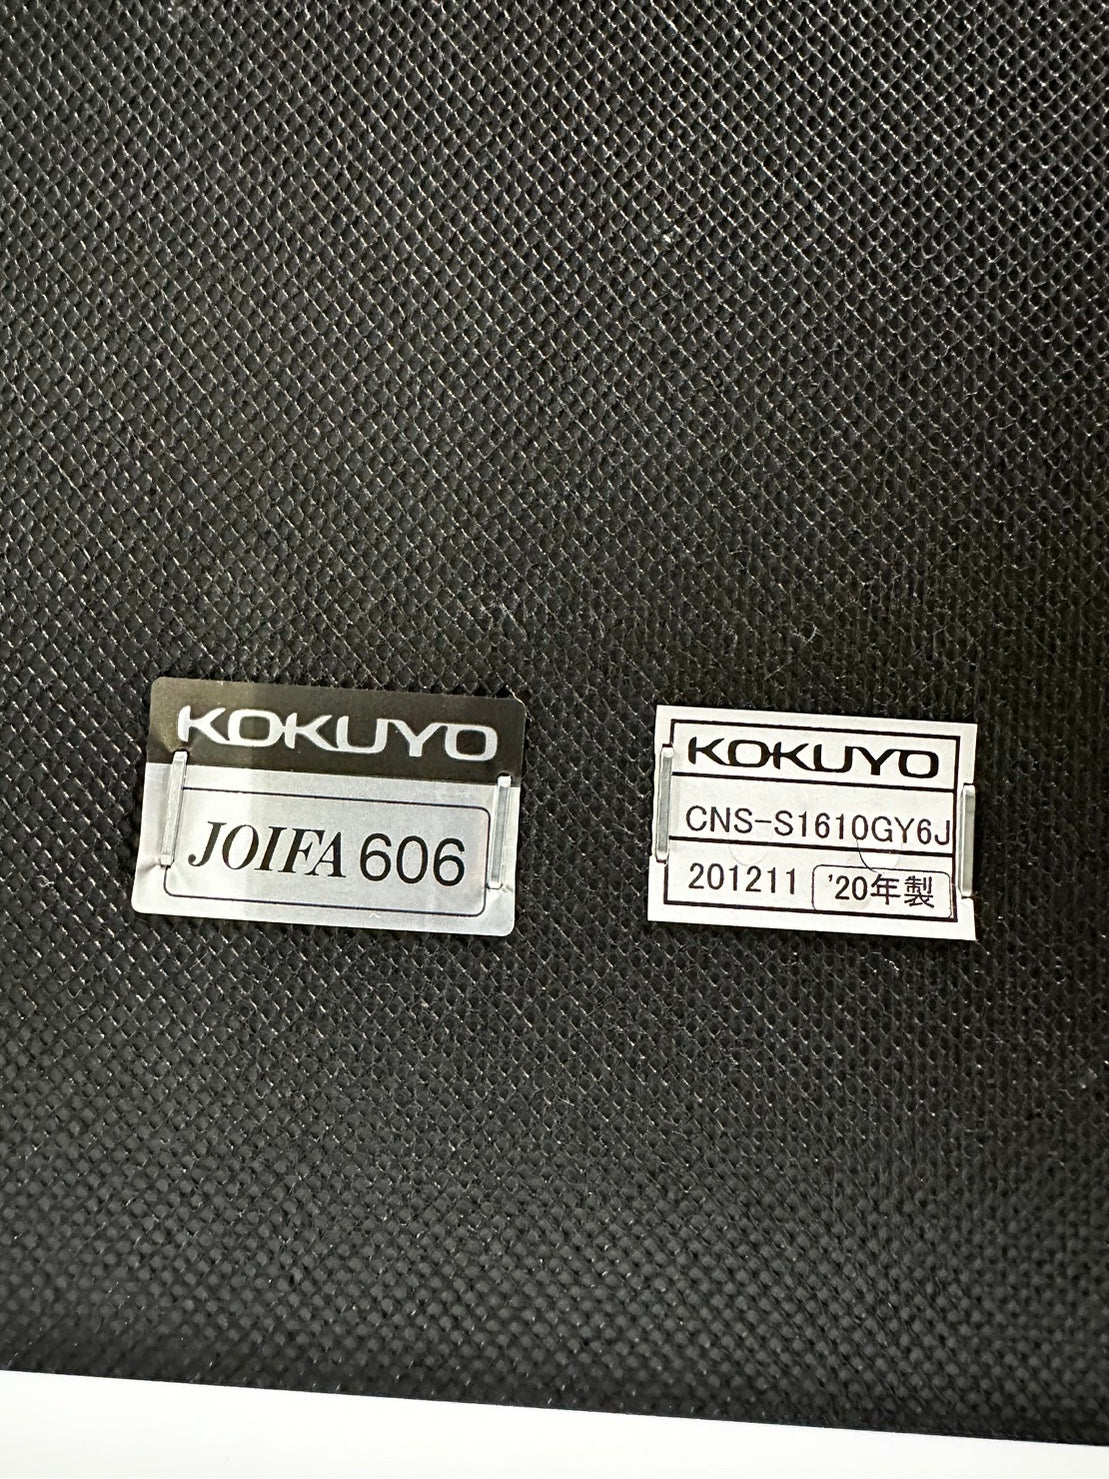 KOKUYO
JOIFA 606
KOKUYO
CNS-S1610GY6J
201211 '20年製